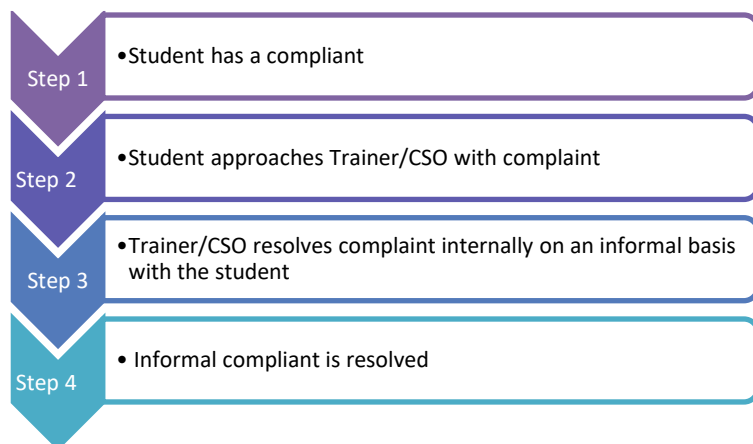 Step 1
•Student has a compliant
Step 2
•Student approaches Trainer/CSO with complaint
Step 3
•Trainer/CSO resolves complaint internally on an informal basis
with the student
Step 4
• Informal compliant is resolved